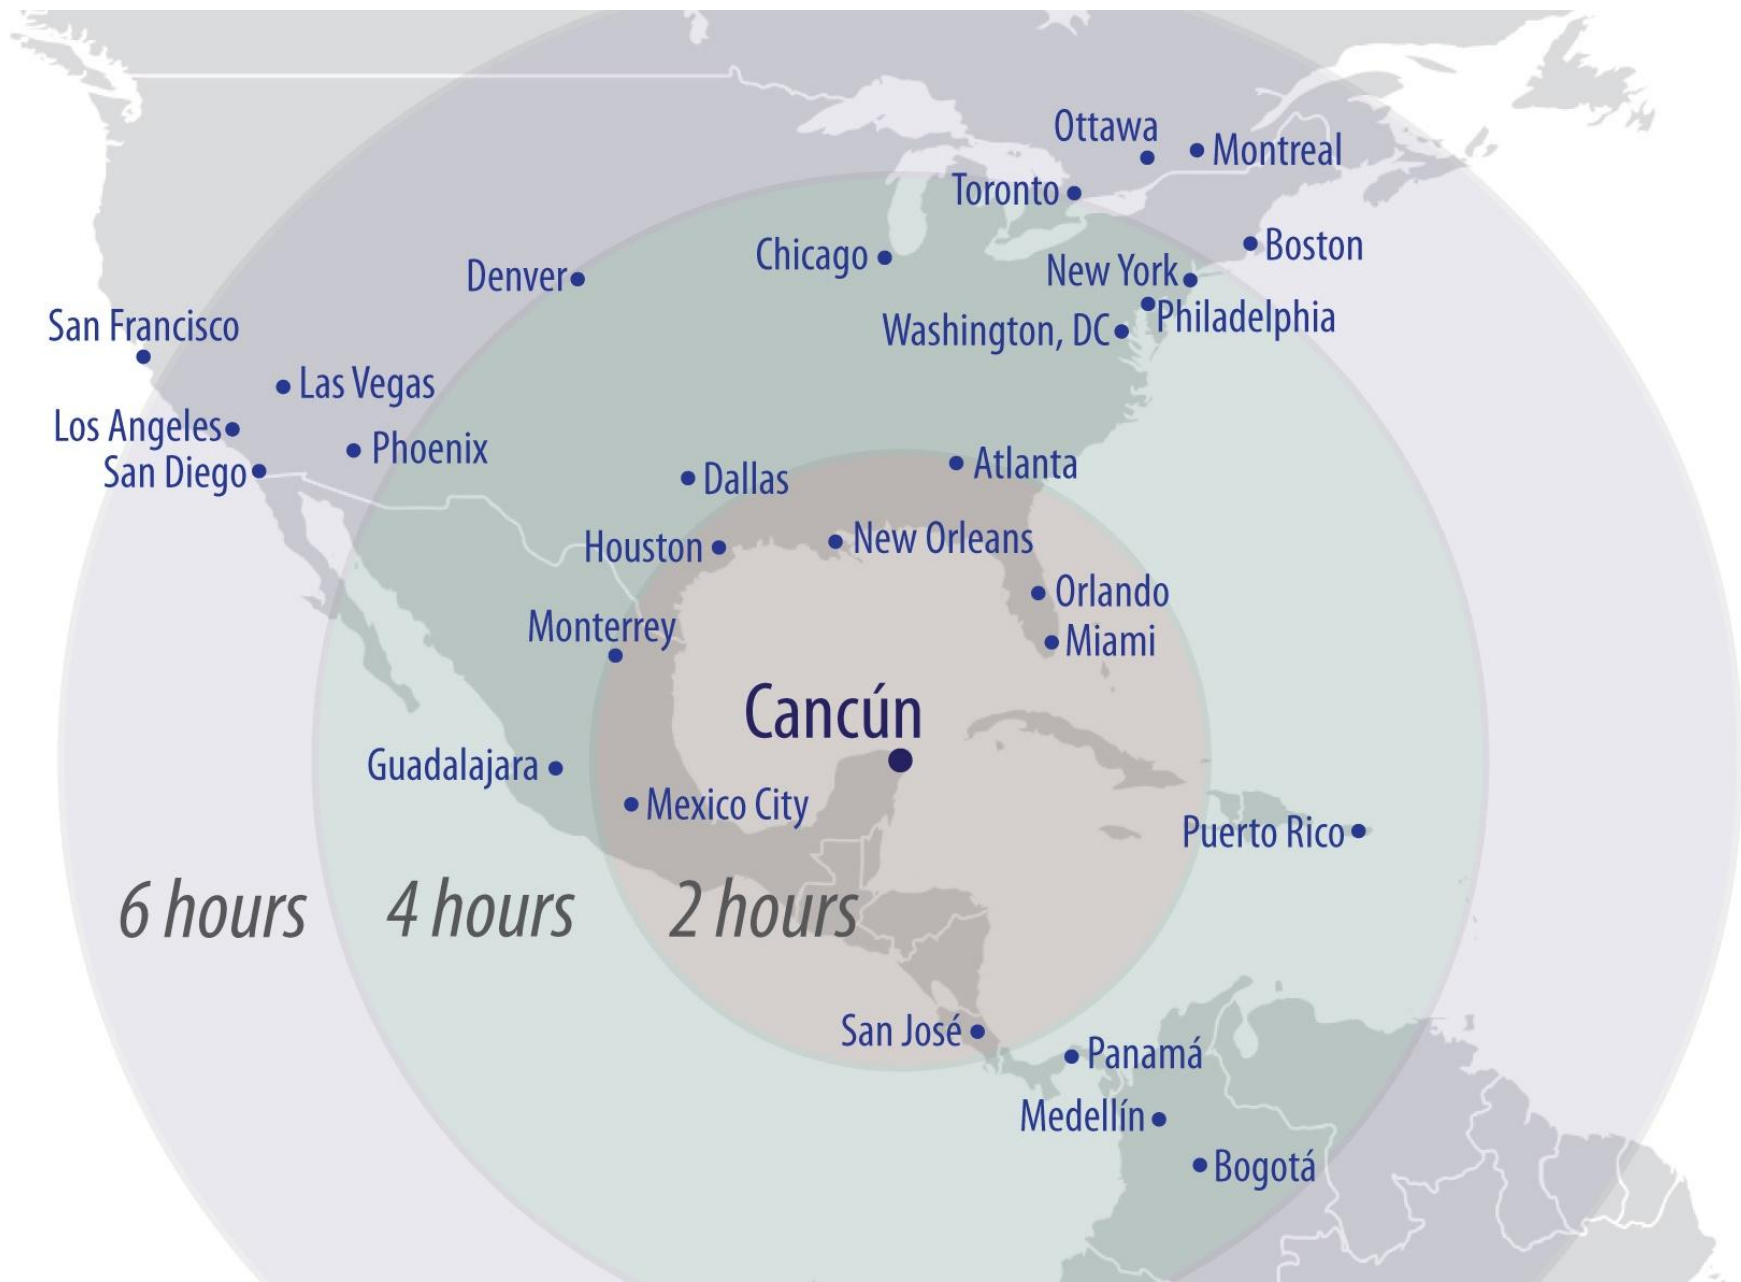 Ottawa
Montreal
Toronto
Boston
Chicago
New York
Denver
Philadelphia
Washington, DC
San Francisco
Las Vegas
Los Angeles
Phoenix
San Diego
Atlanta
Dallas
New Orleans
Houston
Orlando
Monterrey
Miami
Cancún
Guadalajara
Mexico City
Puerto Rico
6 hours
4 hours
2 hours
San José
Panamá
Medellín
Bogotá